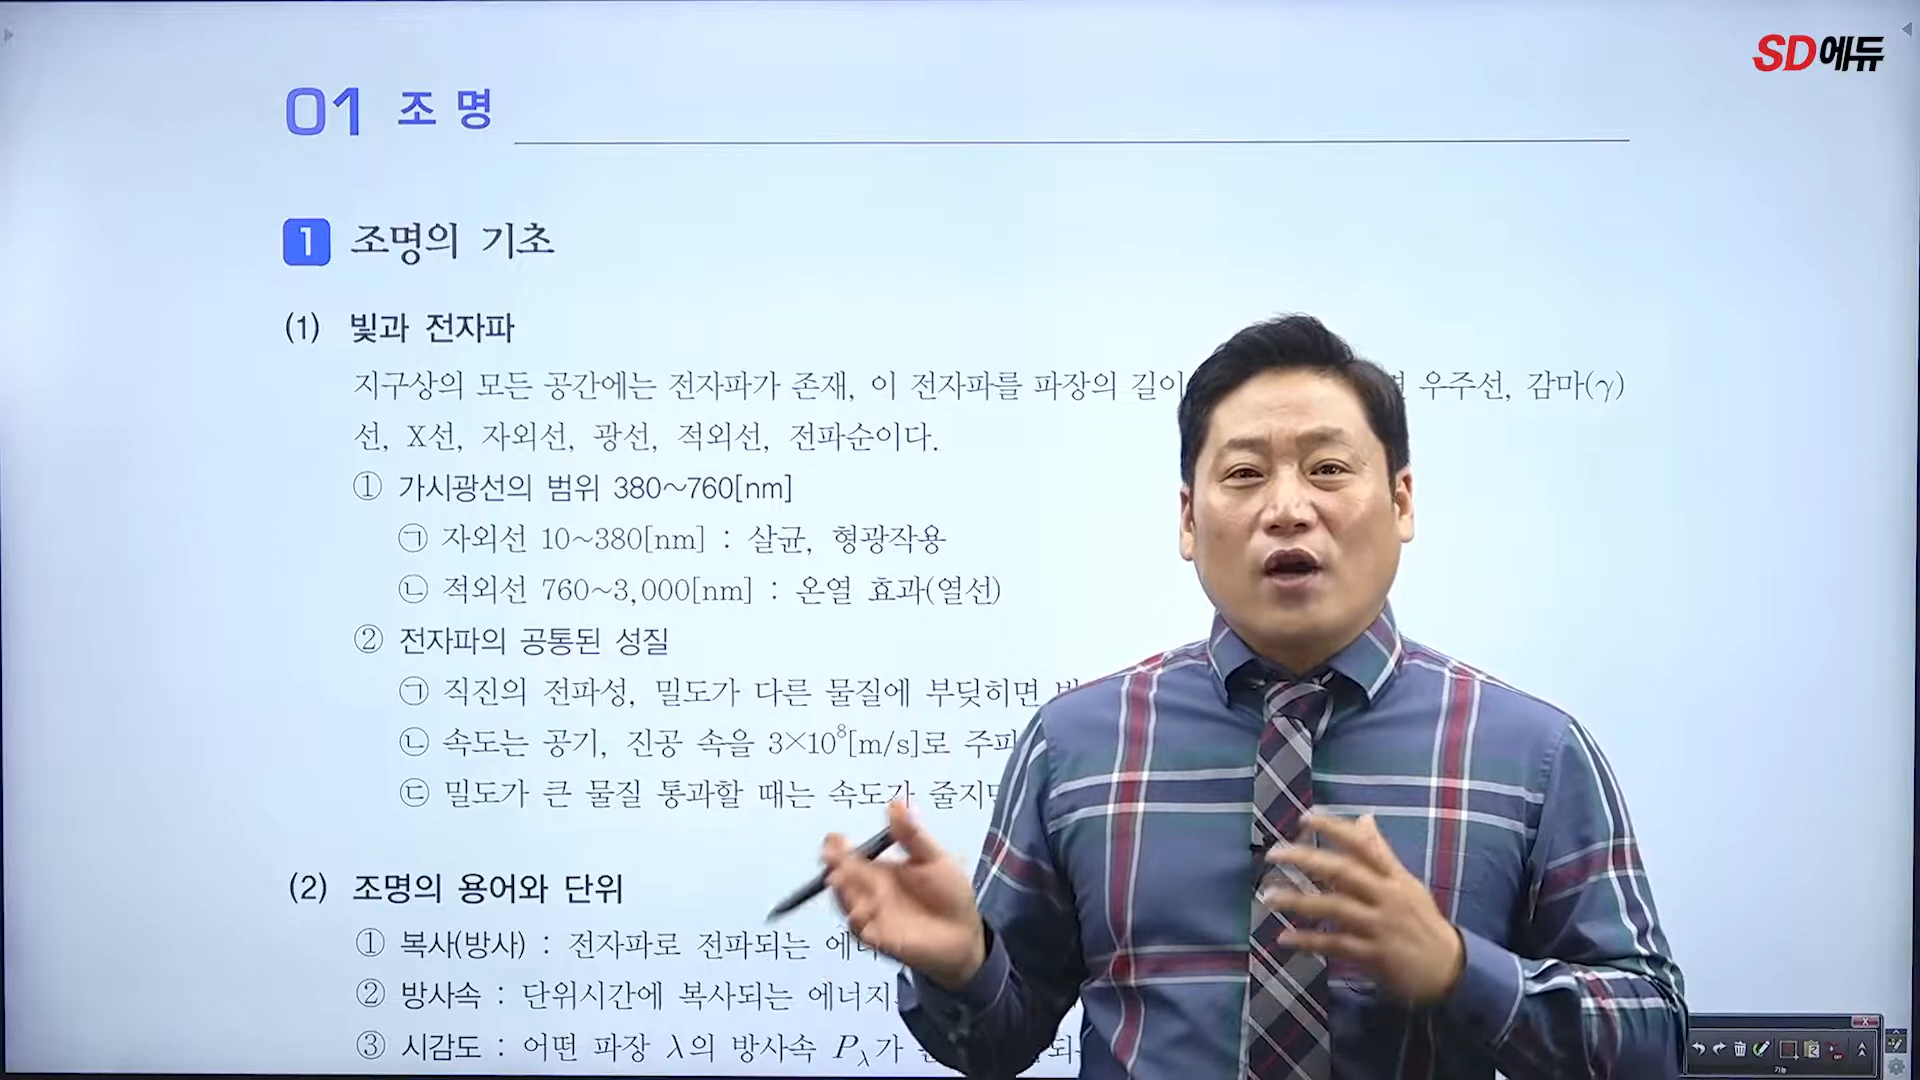 SD에듀
01 조 명
1 조명의 기초
(1) 빛과 전자파
지구상의 모든 공간에는 전자파가 존재, 이 전자파를 파장의 길이 우주선, 감마(γ)
선, X선, 자외선, 광선, 적외선, 전파순이다.
① 가시광선의 범위 380~760[nm]
㉠ 자외선 10~380[nm] : 살균, 형광작용
㉡ 적외선 760~3,000[nm] : 온열 효과(열선)
② 전자파의 공통된 성질
㉠ 직진의 전파성, 밀도가 다른 물질에 부딪히면
㉡ 속도는 공기, 진공 속을 3×10⁸[m/s]로
㉢ 밀도가 큰 물질 통과할 때는 속도가
(2) 조명의 용어와 단위
① 복사(방사) : 전자파로 전파되는
② 방사속 : 단위시간에 복사되는 에너지
③ 시감도 : 어떤 파장 λ의 방사속 Pλ가
기능